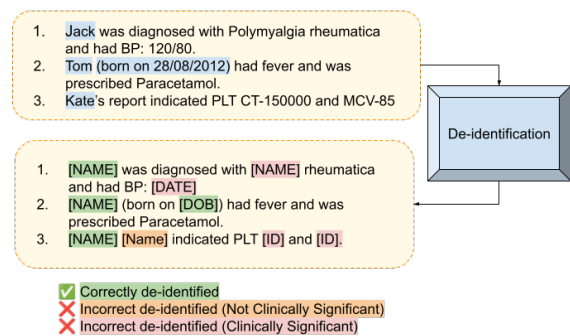 1. Jack was diagnosed with Polymyalgia rheumatica
and had BP: 120/80.
2. Tom (born on 28/08/2012) had fever and was
prescribed Paracetamol.
3. Kate's report indicated PLT CT-150000 and MCV-85
De-identification
1. [NAME] was diagnosed with [NAME] rheumatica
and had BP: [DATE]
2. [NAME] (born on [DOB]) had fever and was
prescribed Paracetamol.
3. [NAME] [Name] indicated PLT [ID] and [ID].
✅ Correctly de-identified
❌ Incorrect de-identified (Not Clinically Significant)
❌ Incorrect de-identified (Clinically Significant)